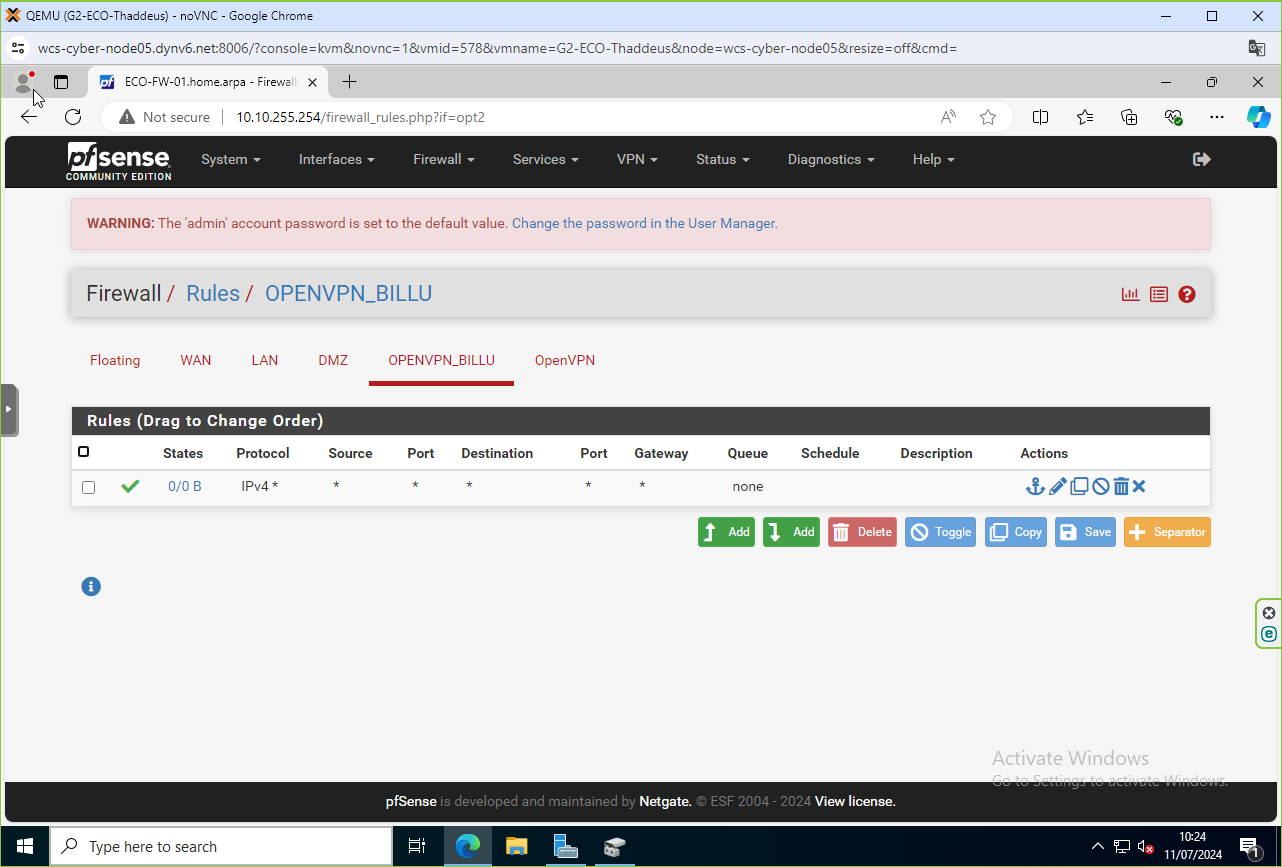 QEMU (G2-ECO-Thaddeus) - noVNC - Google Chrome
wcs-cyber-node05.dynv6.net:8006/?console=kvm&novnc=1&vmid=578&vmname=G2-ECO-Thaddeus&node=wcs-cyber-node05&resize=off&cmd=
pf ECO-FW-01.home.arpa - Firewall
Not secure 10.10.255.254/firewall_rules.php?if=opt2
pfsense COMMUNITY EDITION System Interfaces Firewall Services VPN Status Diagnostics Help
WARNING: The 'admin' account password is set to the default value. Change the password in the User Manager.
Firewall / Rules / OPENVPN_BILLU
Floating WAN LAN DMZ OPENVPN_BILLU OpenVPN
Rules (Drag to Change Order)
States Protocol Source Port Destination Port Gateway Queue Schedule Description Actions
0/0 B IPv4 * * * * * * none
Add Add Delete Toggle Copy Save Separator
Activate Windows
Go to Settings to activate Windows.
pfSense is developed and maintained by Netgate. © ESF 2004 - 2024 View license.
Type here to search
10:24
11/07/2024
1